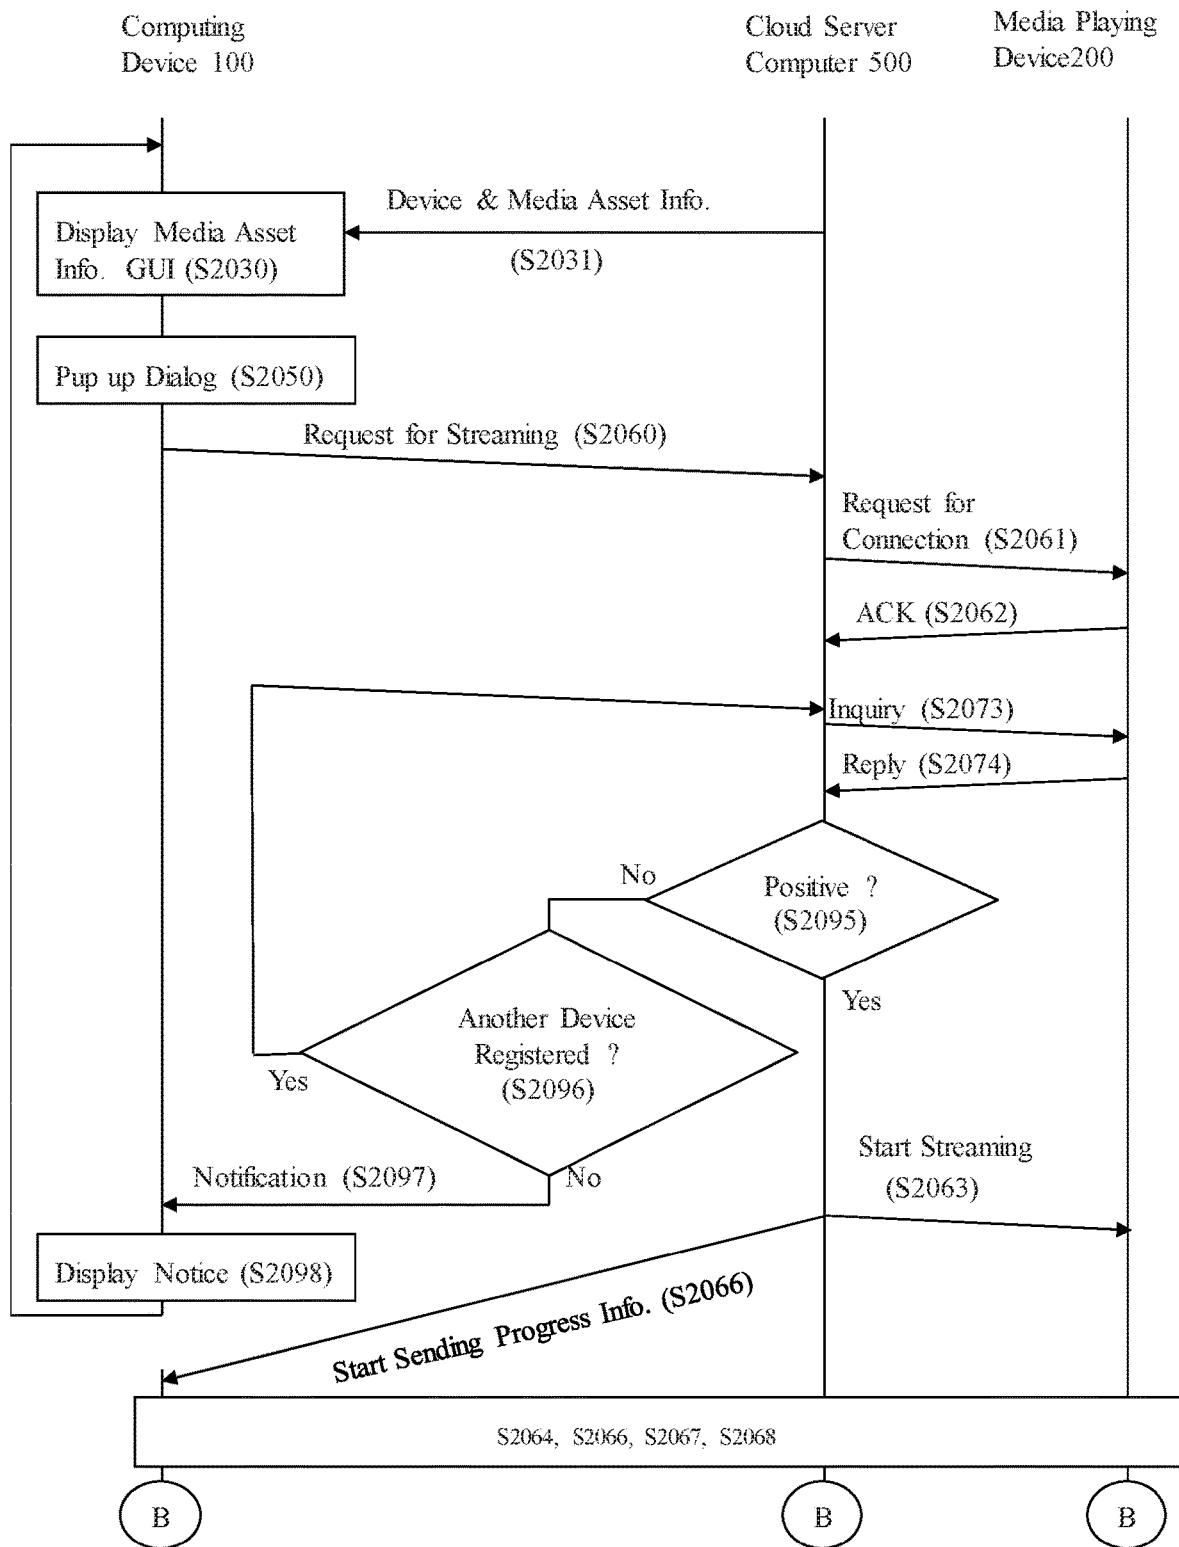 Computing
Device 100
Cloud Server
Computer 500
Media Playing
Device200
Device & Media Asset Info.
(S2031)
Display Media Asset
Info. GUI (S2030)
Pup up Dialog (S2050)
Request for Streaming (S2060)
Request for
Connection (S2061)
ACK (S2062)
Inquiry (S2073)
Reply (S2074)
No
Positive ?
(S2095)
Yes
Another Device
Registered ?
(S2096)
Yes
No
Notification (S2097)
Start Streaming
(S2063)
Display Notice (S2098)
Start Sending Progress Info. (S2066)
S2064, S2066, S2067, S2068
B
B
B